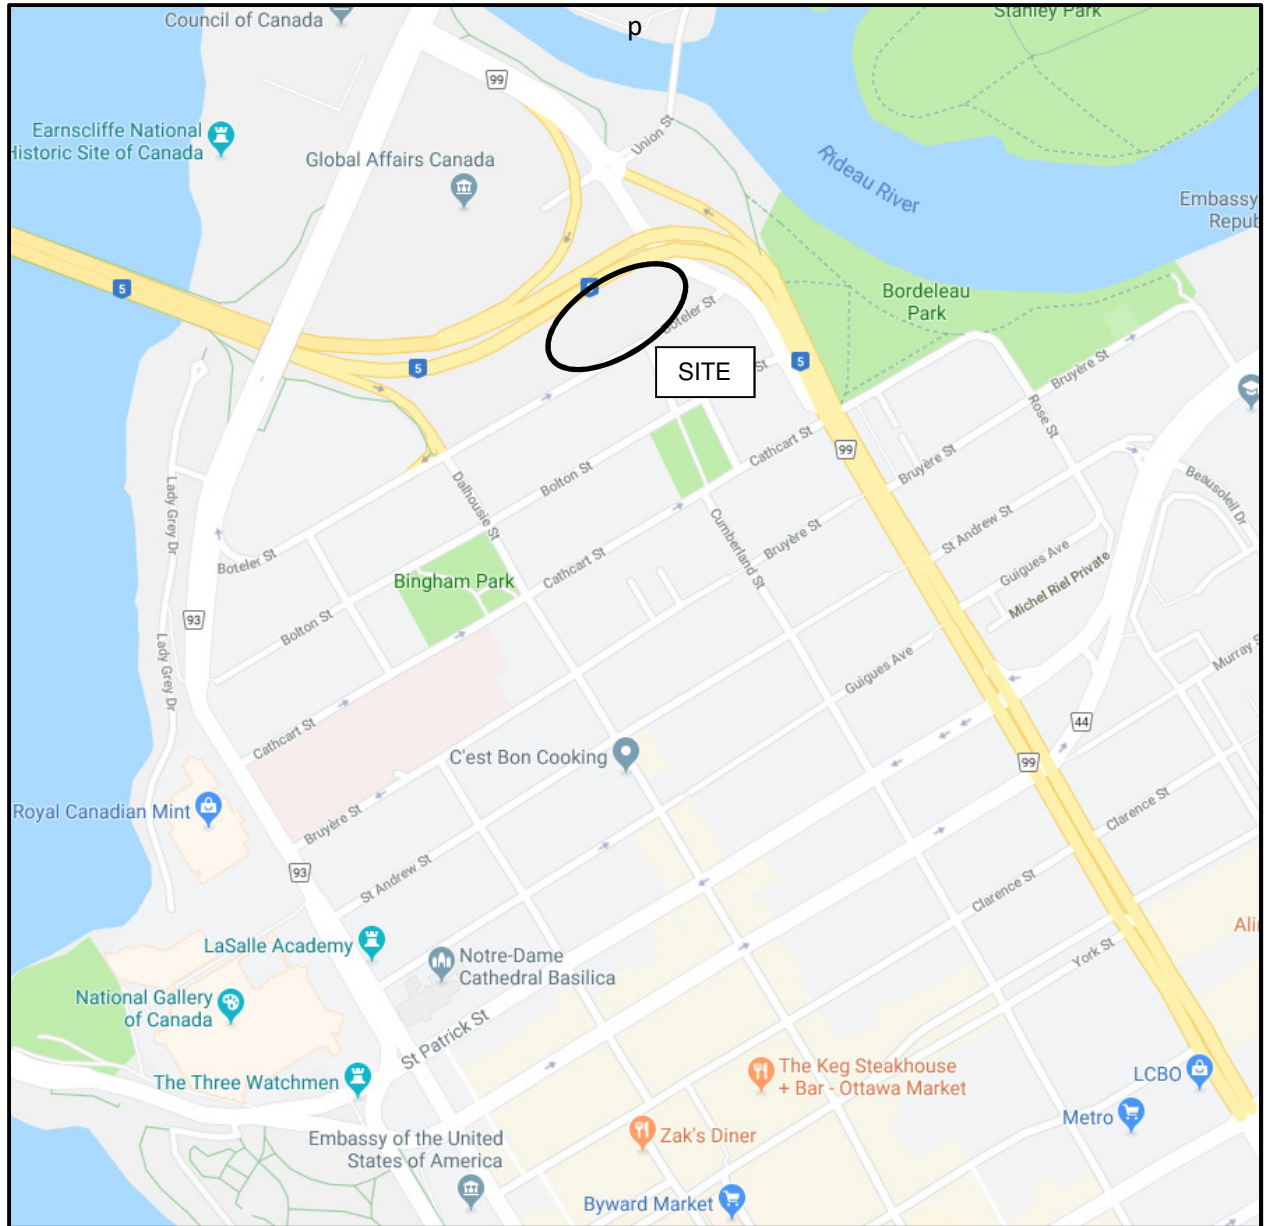 Council of Canada
p
Stanley Park
99
Union St
Earnscliffe National
Historic Site of Canada
Global Affairs Canada
Rideau River
Embassy
Repub
5
5
Bordeleau
Park
Boteler St
5
5
SITE
St
Bruyère St
Rose St
Cathcart St
99
Bruyère St
Bolton St
Dalhousie St
Lady Grey Dr
Beausoleil Dr
Cumberland St
Bruyère St
St Andrew St
Guigues Ave
Michel Riel Private
Boteler St
Bingham Park
Cathcart St
93
Bolton St
Lady Grey Dr
Guigues Ave
Murray S
44
Cathcart St
C'est Bon Cooking
99
Royal Canadian Mint
Bruyère St
Clarence St
93
St Andrew St
Clarence St
LaSalle Academy
York St
Ali
Notre-Dame
Cathedral Basilica
National Gallery
of Canada
St Patrick St
The Three Watchmen
The Keg Steakhouse
+ Bar - Ottawa Market
LCBO
Metro
Zak's Diner
Embassy of the United
States of America
Byward Market